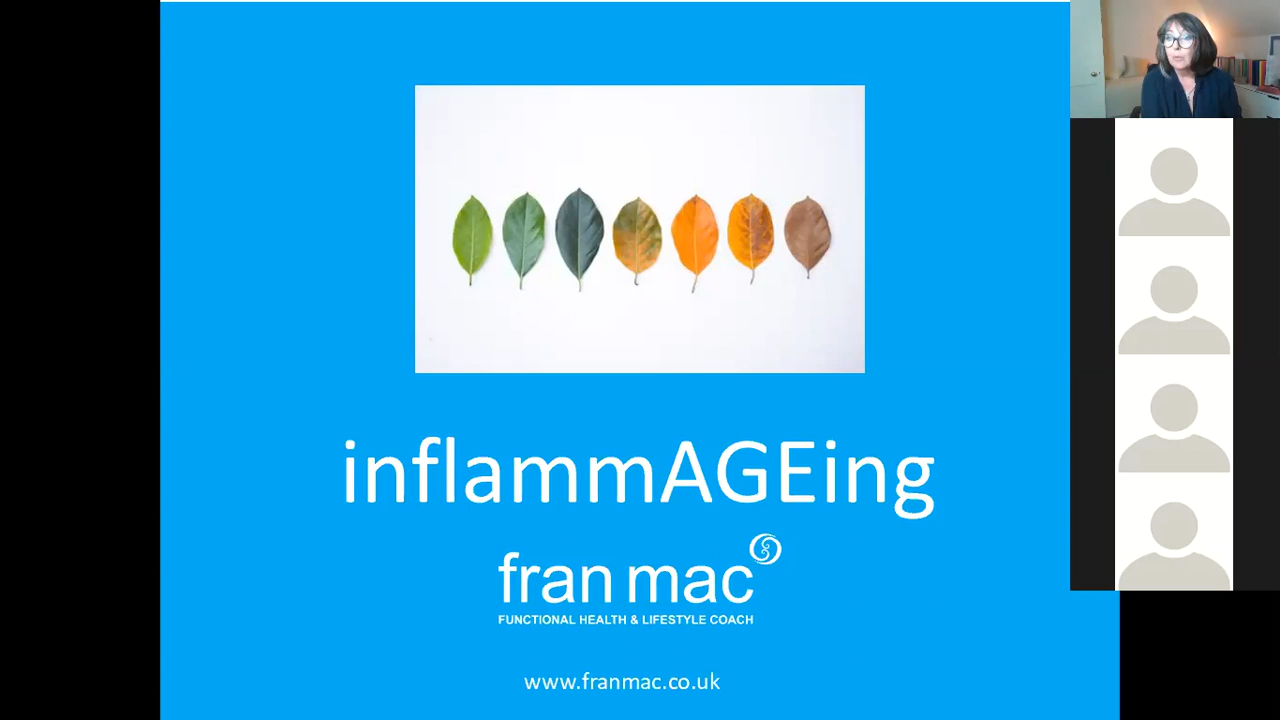 inflammAGEing
fran mac
FUNCTIONAL HEALTH & LIFESTYLE COACH
www.franmac.co.uk